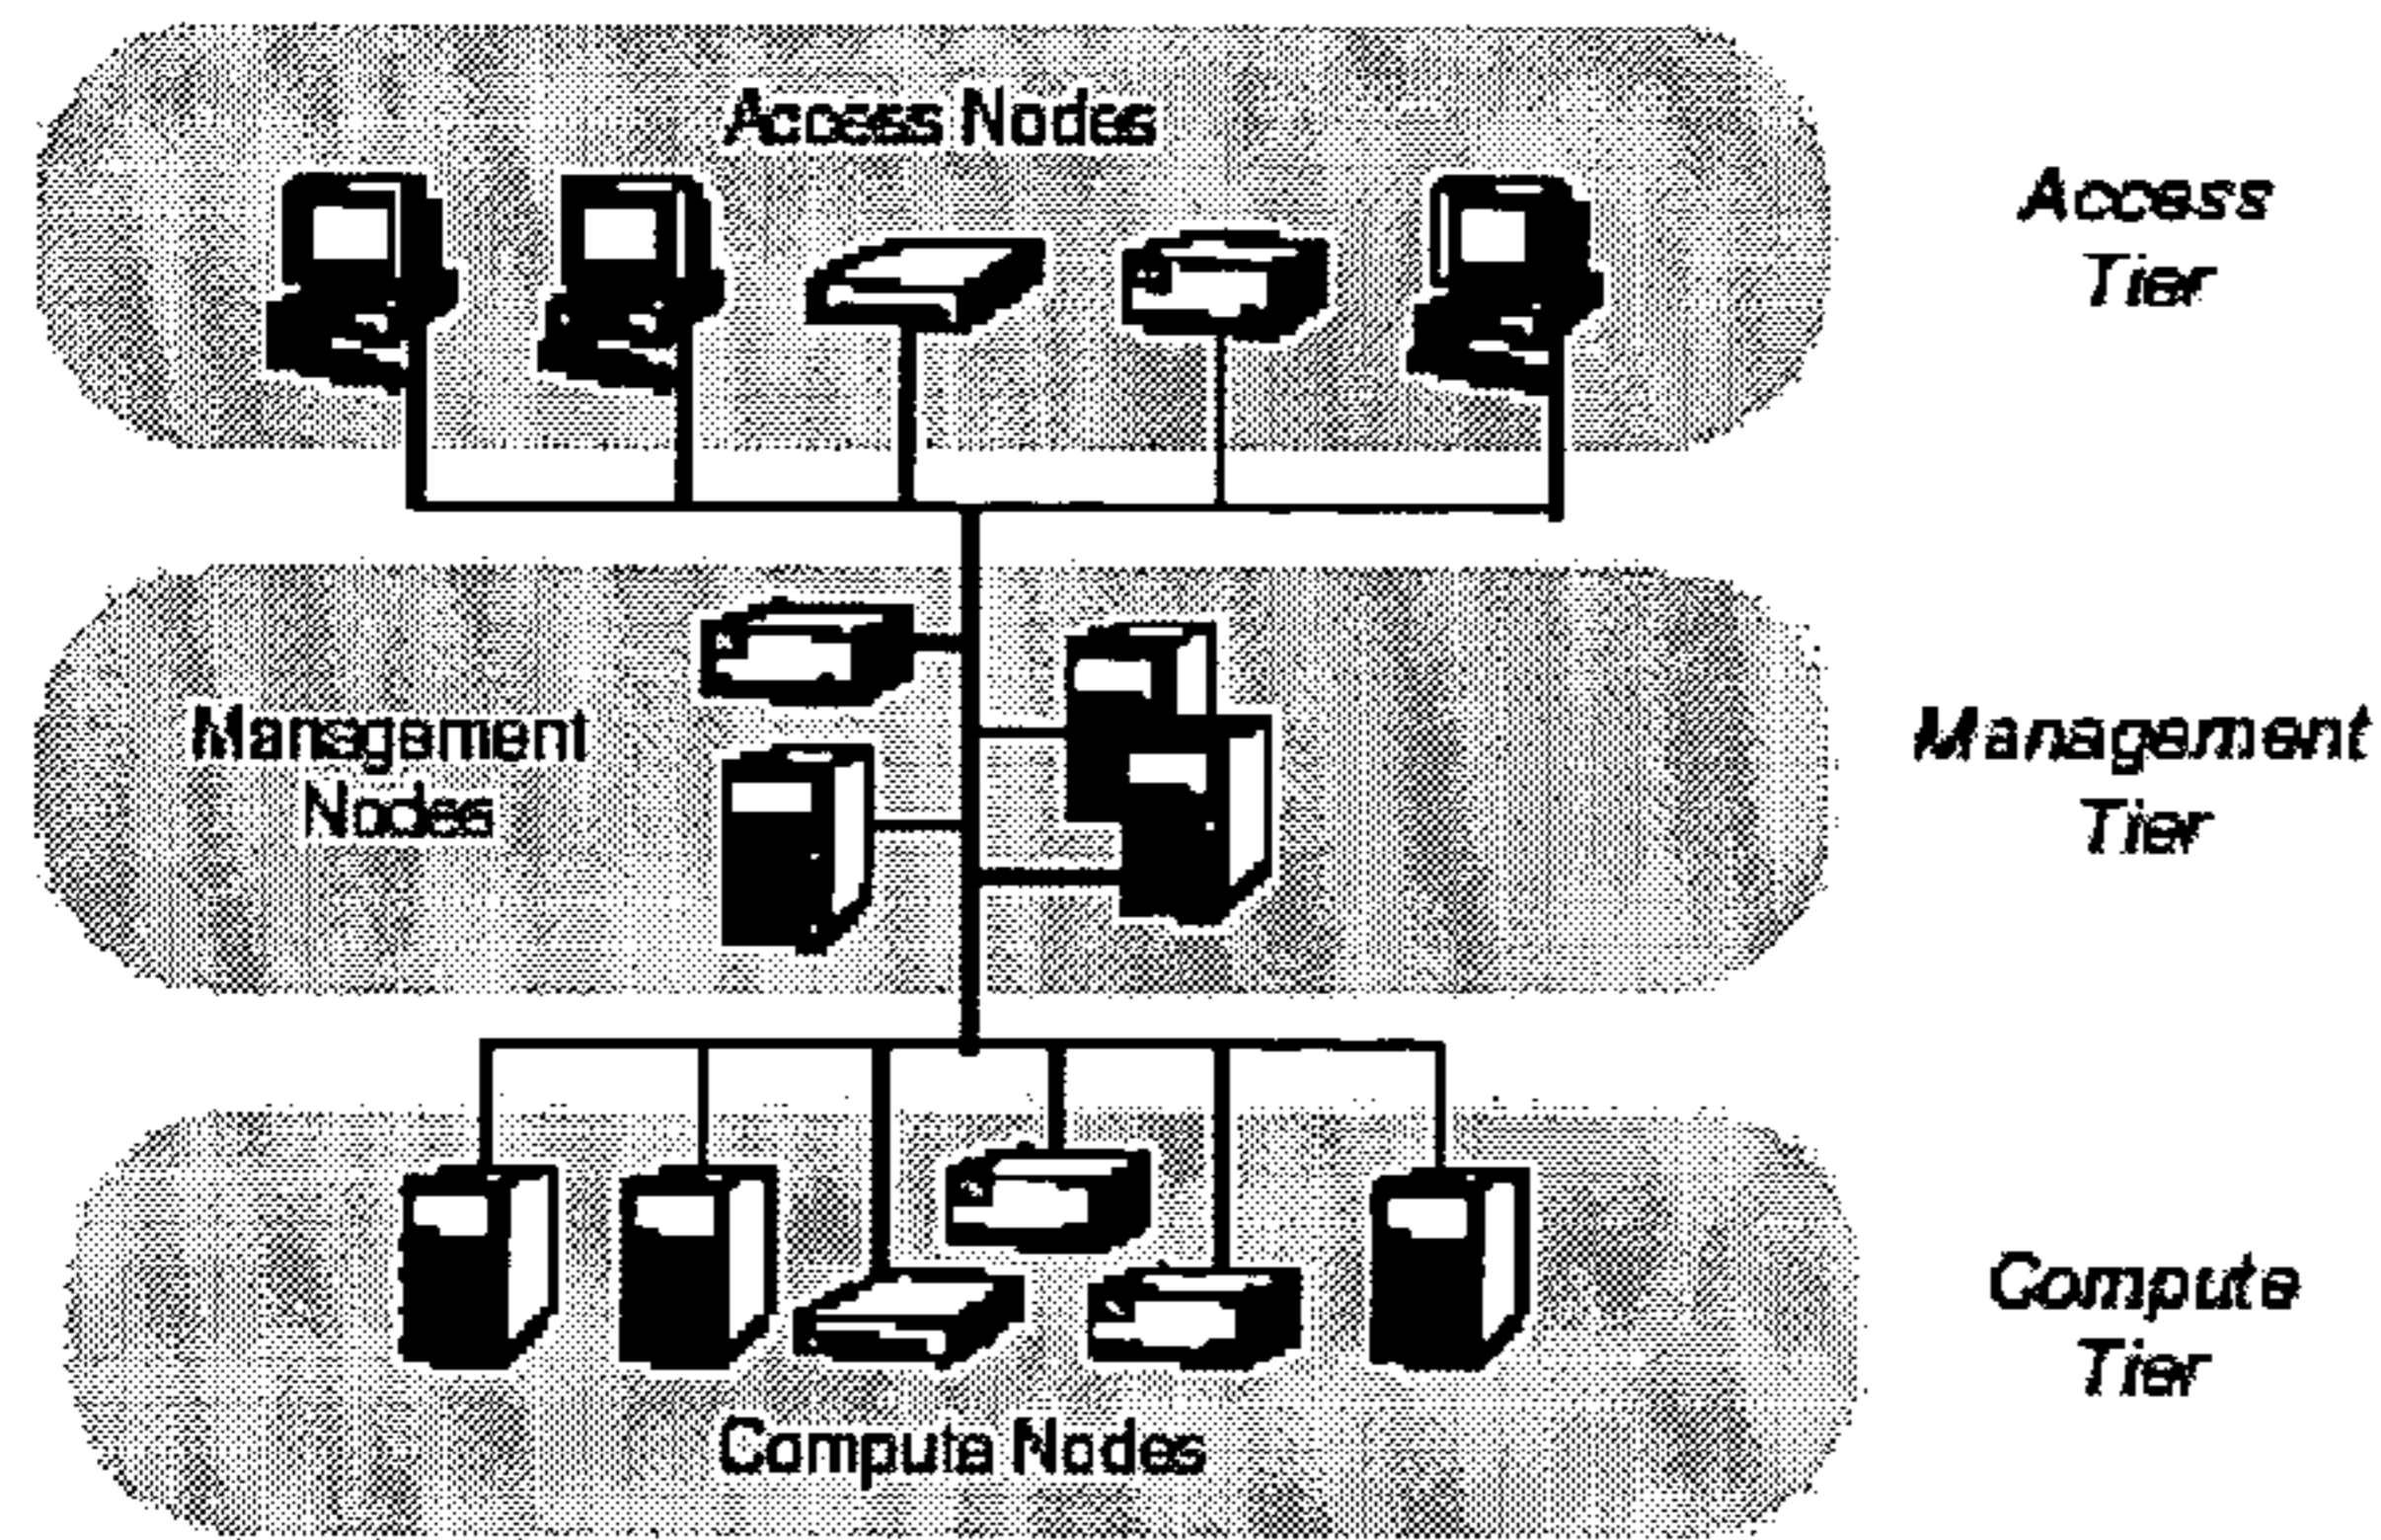 Access Nodes
Access
Tier
Management
Nodes
Management
Tier
Compute Nodes
Compute
Tier